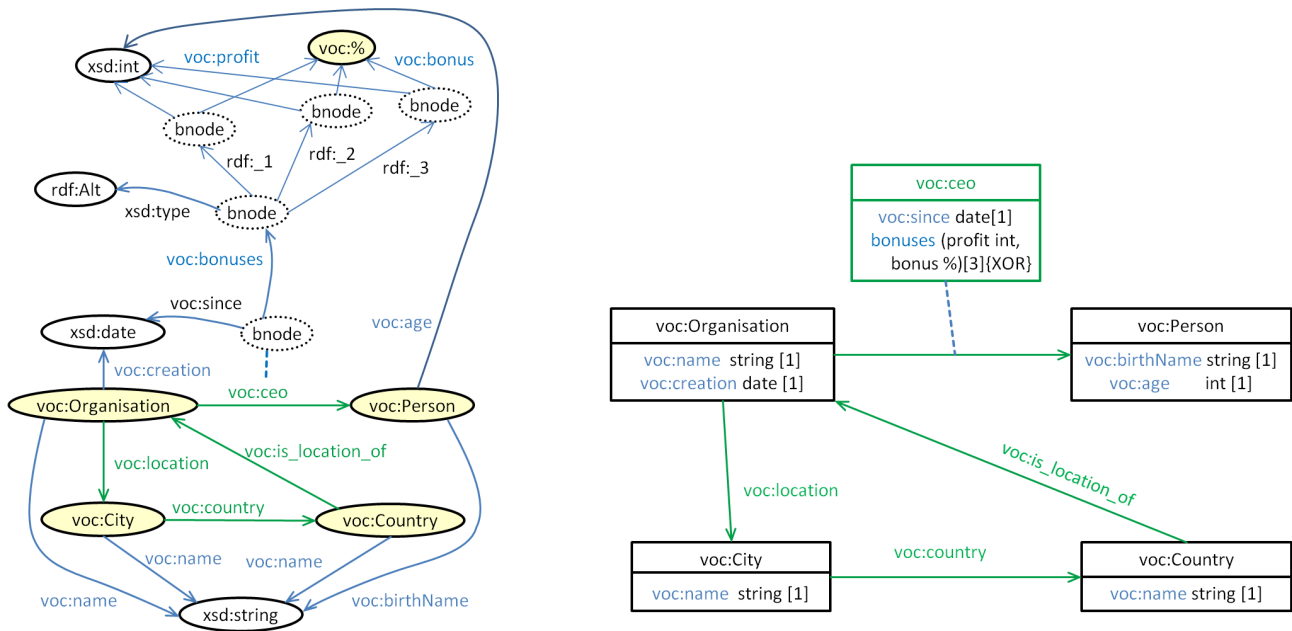 voc:%
voc:profit
voc:bonus
xsd:int
bnode
bnode
bnode
rdf:_1
rdf:_2
rdf:_3
rdf:Alt
xsd:type
bnode
voc:bonuses
voc:since
xsd:date
bnode
voc:age
voc:creation
voc:Organisation
voc:ceo
voc:Person
voc:location
voc:is_location_of
voc:City
voc:country
voc:Country
voc:name
voc:name
voc:name
voc:birthName
xsd:string
voc:ceo
voc:since date[1]
bonuses (profit int,
bonus %)[3]{XOR}
voc:Organisation
voc:name string [1]
voc:creation date [1]
voc:Person
voc:birthName string [1]
voc:age int [1]
voc:location
voc:is_location_of
voc:City
voc:name string [1]
voc:country
voc:Country
voc:name string [1]